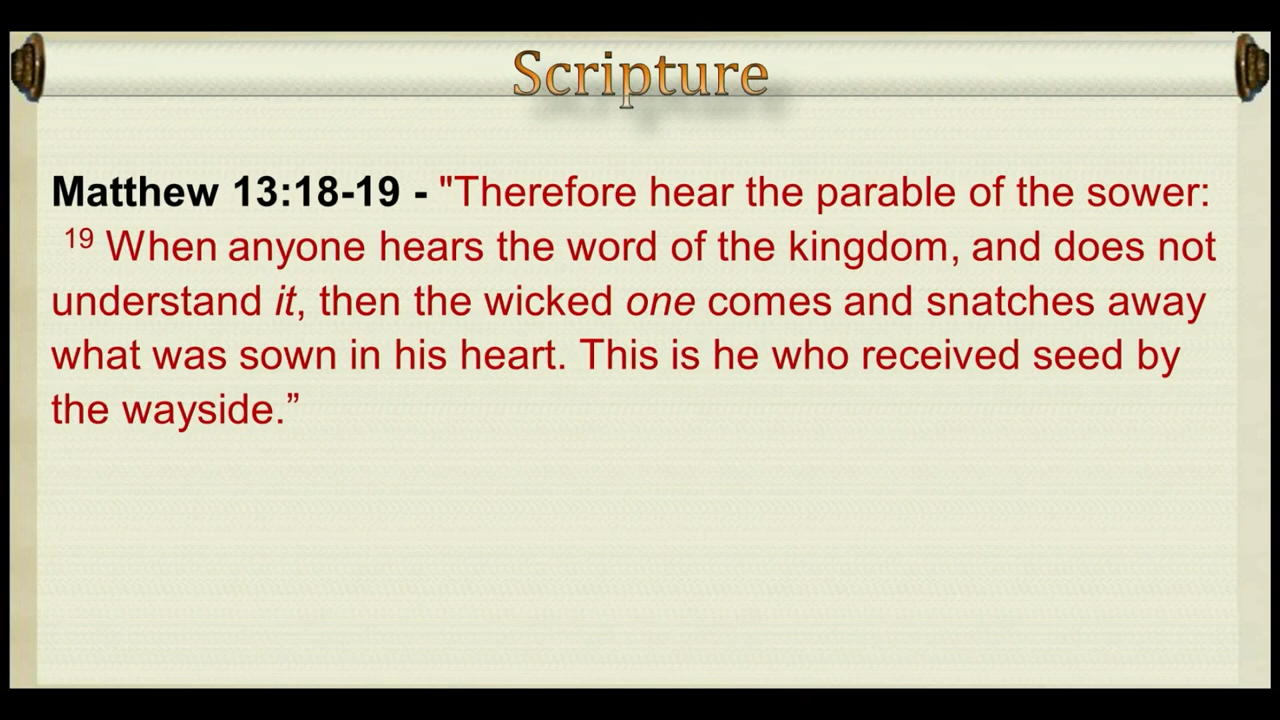 Scripture
Matthew 13:18-19 - "Therefore hear the parable of the sower:
19 When anyone hears the word of the kingdom, and does not
understand it, then the wicked one comes and snatches away
what was sown in his heart. This is he who received seed by
the wayside.”